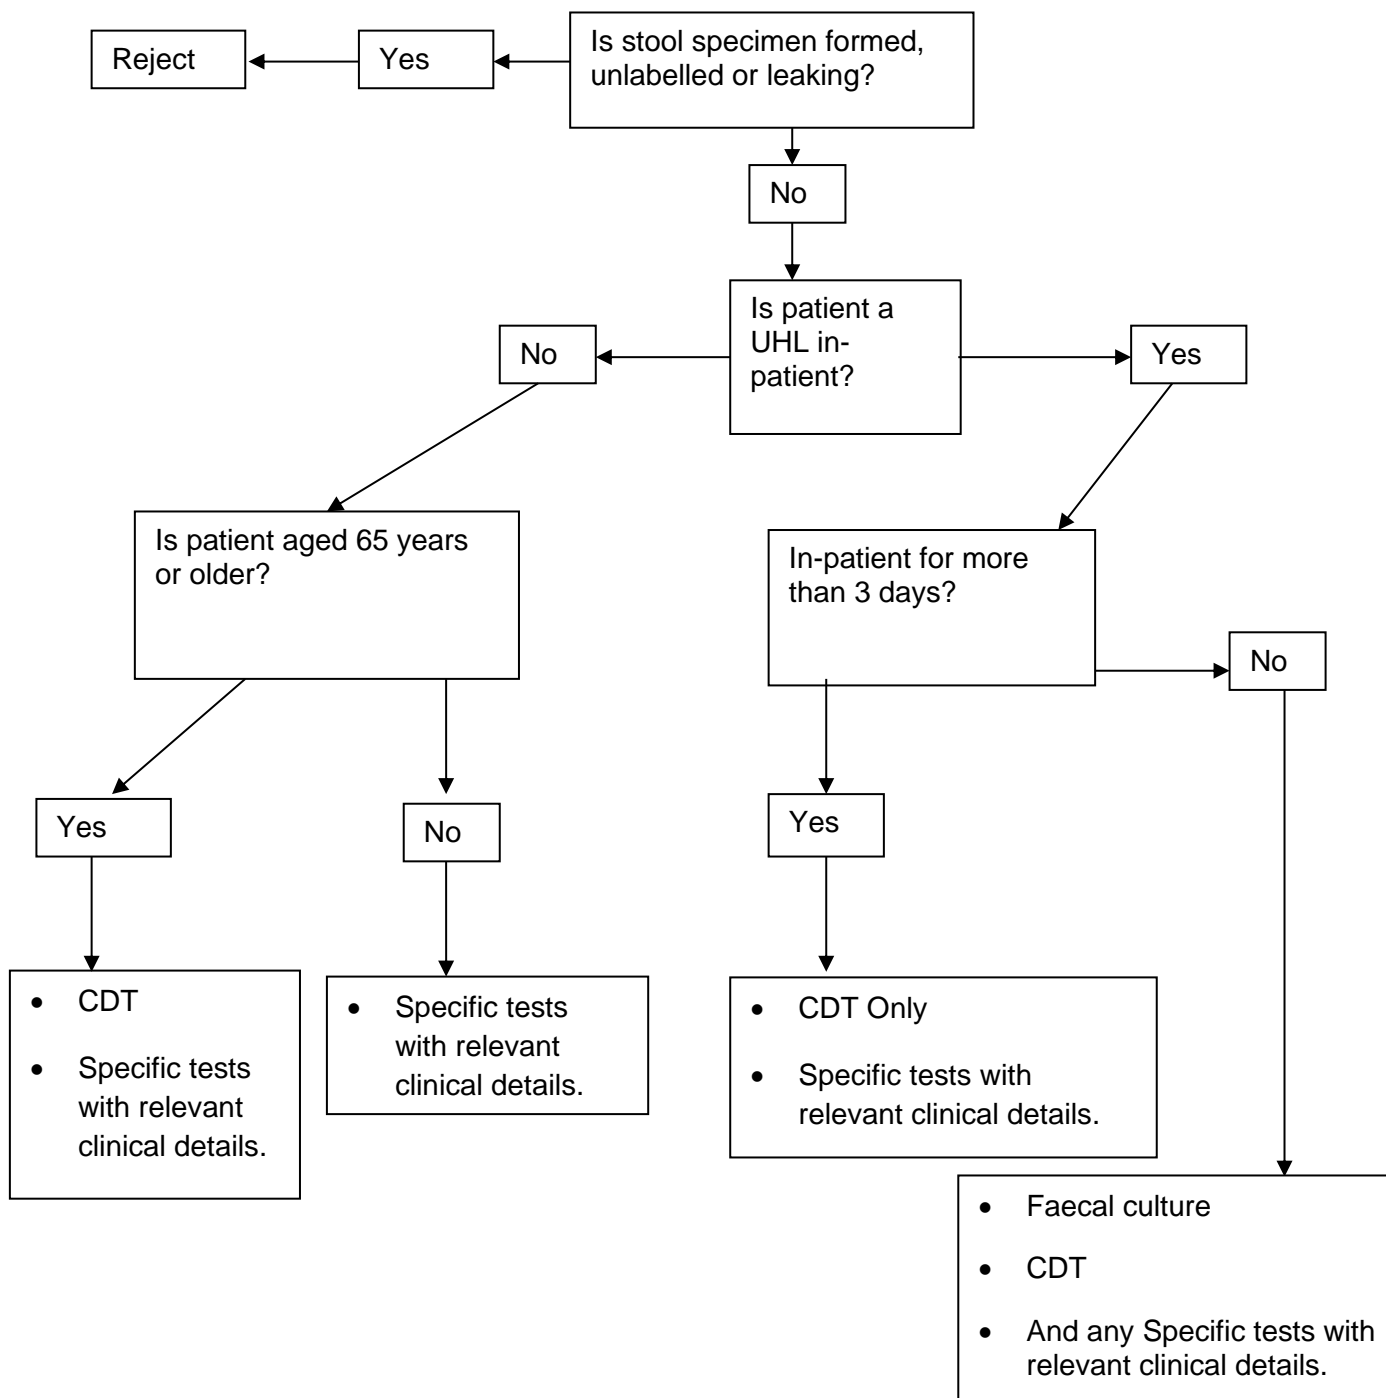 Reject
Yes
Is stool specimen formed,
unlabelled or leaking?
No
Is patient a
UHL in-
patient?
No
Yes
Is patient aged 65 years
or older?
In-patient for more
than 3 days?
No
Yes
No
Yes
• CDT
• Specific tests
with relevant
clinical details.
• Specific tests
with relevant
clinical details.
• CDT Only
• Specific tests with
relevant clinical details.
• Faecal culture
• CDT
• And any Specific tests with
relevant clinical details.